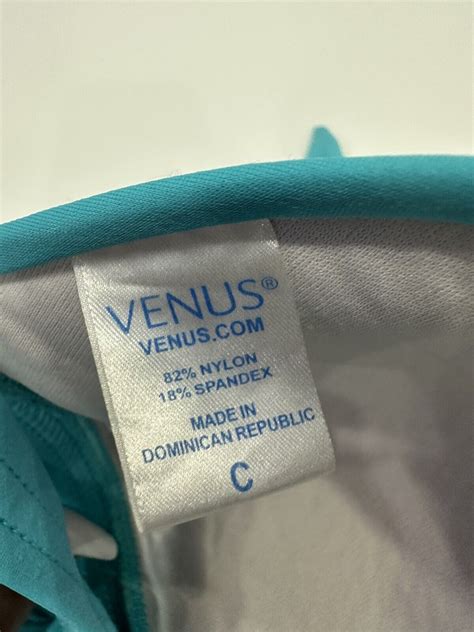 VENUS®
VENUS.COM
82% NYLON
18% SPANDEX
MADE IN
DOMINICAN REPUBLIC
C